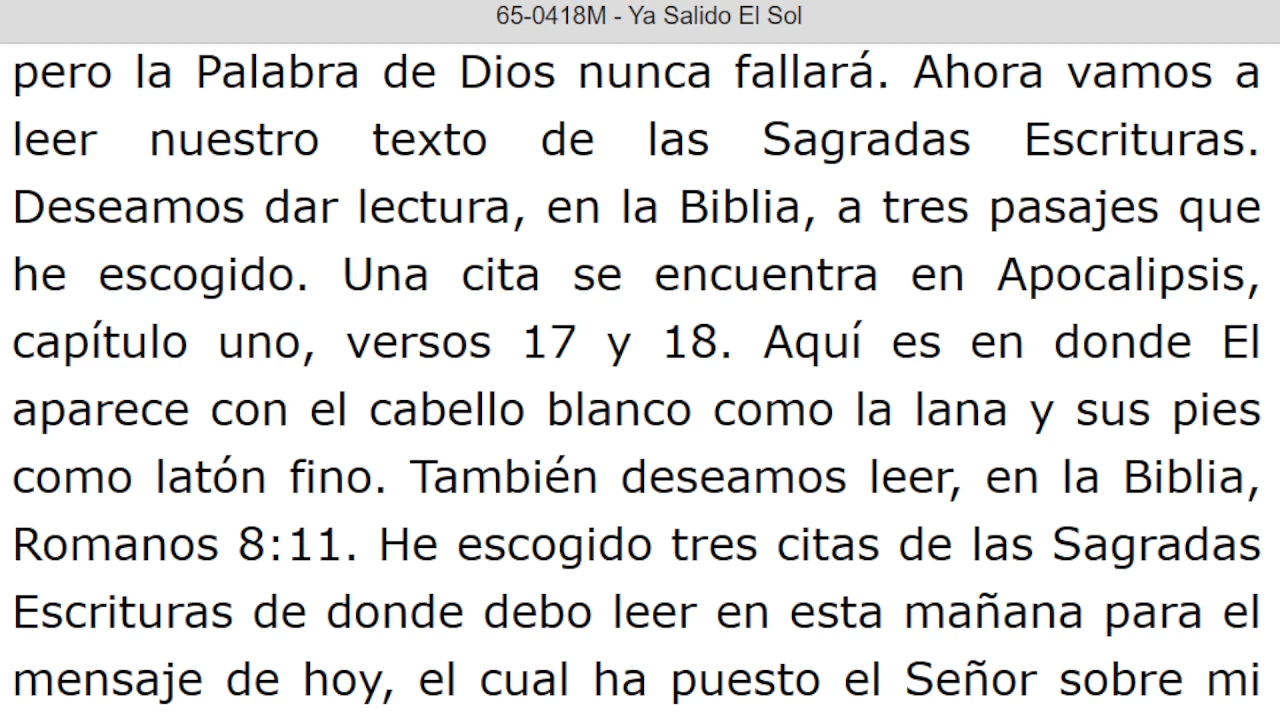 65-0418M - Ya Salido El Sol
pero la Palabra de Dios nunca fallará. Ahora vamos a
leer nuestro texto de las Sagradas Escrituras.
Deseamos dar lectura, en la Biblia, a tres pasajes que
he escogido. Una cita se encuentra en Apocalipsis,
capítulo uno, versos 17 y 18. Aquí es en donde El
aparece con el cabello blanco como la lana y sus pies
como latón fino. También deseamos leer, en la Biblia,
Romanos 8:11. He escogido tres citas de las Sagradas
Escrituras de donde debo leer en esta mañana para el
mensaje de hoy, el cual ha puesto el Señor sobre mi